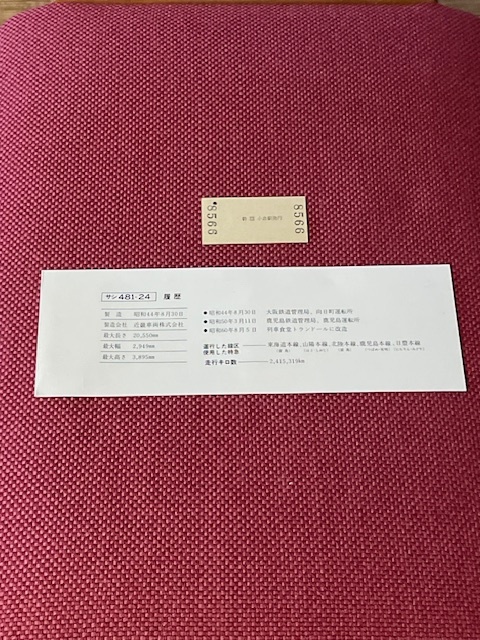 8566
8566
サシ 481-24 履歴
製造 昭和44年8月30日
製造会社 近畿車両株式会社
最大長さ 20,550mm
最大幅 2,949mm
最大高さ 3,895mm
●昭和44年8月30日 大阪鉄道管理局、向日町運転所
●昭和50年3月11日 鹿児島鉄道管理局、鹿児島運転所
●昭和60年8月5日 列車食堂トランドールに改造
運行した線区 東海道本線、山陽本線、北陸本線、鹿児島本線、日豊本線
使用した特急
走行キロ数 2,415,319km